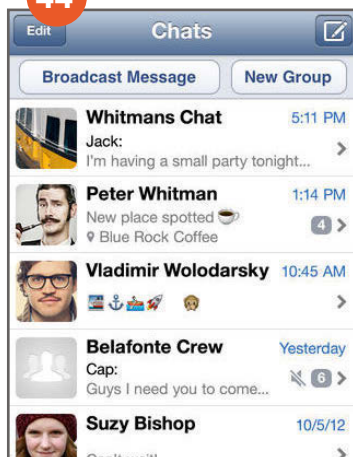 44
Edit
Chats
Broadcast Message
New Group
Whitmans Chat 5:11 PM
Jack:
I'm having a small party tonight...
Peter Whitman 1:14 PM
New place spotted ☕
Blue Rock Coffee 4
Vladimir Wolodarsky 10:45 AM
Belafonte Crew Yesterday
Cap:
Guys I need you to come... 6
Suzy Bishop 10/5/12